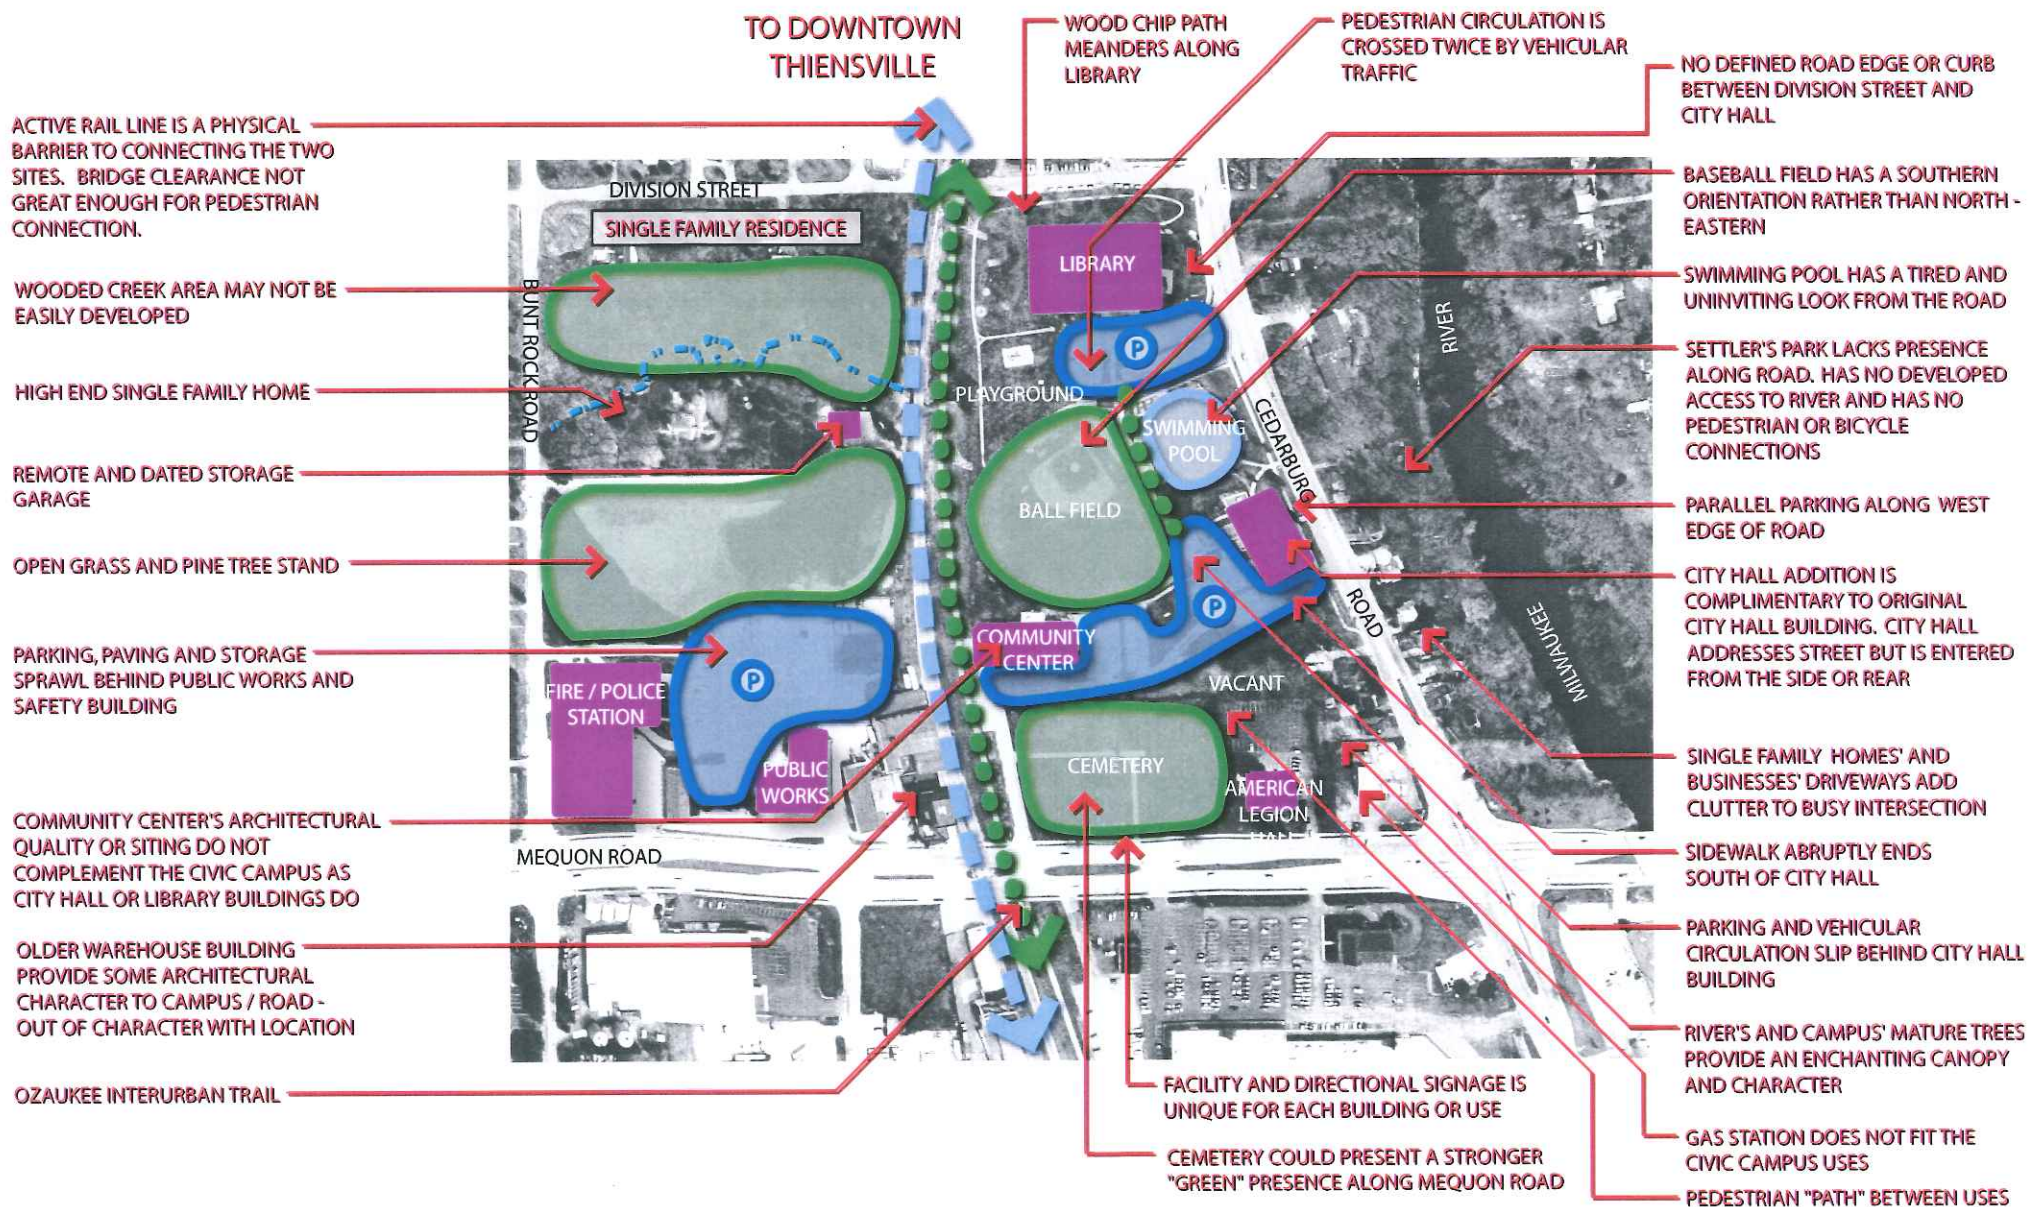 TO DOWNTOWN
THIENSVILLE
WOOD CHIP PATH
MEANDERS ALONG
LIBRARY
PEDESTRIAN CIRCULATION IS
CROSSED TWICE BY VEHICULAR
TRAFFIC
NO DEFINED ROAD EDGE OR CURB
BETWEEN DIVISION STREET AND
CITY HALL
ACTIVE RAIL LINE IS A PHYSICAL
BARRIER TO CONNECTING THE TWO
SITES. BRIDGE CLEARANCE NOT
GREAT ENOUGH FOR PEDESTRIAN
CONNECTION.
WOODED CREEK AREA MAY NOT BE
EASILY DEVELOPED
HIGH END SINGLE FAMILY HOME
REMOTE AND DATED STORAGE
GARAGE
OPEN GRASS AND PINE TREE STAND
PARKING, PAVING AND STORAGE
SPRAWL BEHIND PUBLIC WORKS AND
SAFETY BUILDING
COMMUNITY CENTER'S ARCHITECTURAL
QUALITY OR SITING DO NOT
COMPLEMENT THE CIVIC CAMPUS AS
CITY HALL OR LIBRARY BUILDINGS DO
OLDER WAREHOUSE BUILDING
PROVIDE SOME ARCHITECTURAL
CHARACTER TO CAMPUS / ROAD -
OUT OF CHARACTER WITH LOCATION
OZAUKEE INTERURBAN TRAIL
DIVISION STREET
SINGLE FAMILY RESIDENCE
BUNT ROCK ROAD
LIBRARY
P
PLAYGROUND
SWIMMING
POOL
CEDARBURG
ROAD
RIVER
MILWAUKEE
BALL FIELD
P
COMMUNITY
CENTER
VACANT
FIRE / POLICE
STATION
P
PUBLIC
WORKS
CEMETERY
AMERICAN
LEGION
HALL
MEQUON ROAD
BASEBALL FIELD HAS A SOUTHERN
ORIENTATION RATHER THAN NORTH -
EASTERN
SWIMMING POOL HAS A TIRED AND
UNINVITING LOOK FROM THE ROAD
SETTLER'S PARK LACKS PRESENCE
ALONG ROAD. HAS NO DEVELOPED
ACCESS TO RIVER AND HAS NO
PEDESTRIAN OR BICYCLE
CONNECTIONS
PARALLEL PARKING ALONG WEST
EDGE OF ROAD
CITY HALL ADDITION IS
COMPLIMENTARY TO ORIGINAL
CITY HALL BUILDING. CITY HALL
ADDRESSES STREET BUT IS ENTERED
FROM THE SIDE OR REAR
SINGLE FAMILY HOMES' AND
BUSINESSES' DRIVEWAYS ADD
CLUTTER TO BUSY INTERSECTION
SIDEWALK ABRUPTLY ENDS
SOUTH OF CITY HALL
PARKING AND VEHICULAR
CIRCULATION SLIP BEHIND CITY HALL
BUILDING
RIVER'S AND CAMPUS' MATURE TREES
PROVIDE AN ENCHANTING CANOPY
AND CHARACTER
GAS STATION DOES NOT FIT THE
CIVIC CAMPUS USES
PEDESTRIAN "PATH" BETWEEN USES
FACILITY AND DIRECTIONAL SIGNAGE IS
UNIQUE FOR EACH BUILDING OR USE
CEMETERY COULD PRESENT A STRONGER
"GREEN" PRESENCE ALONG MEQUON ROAD